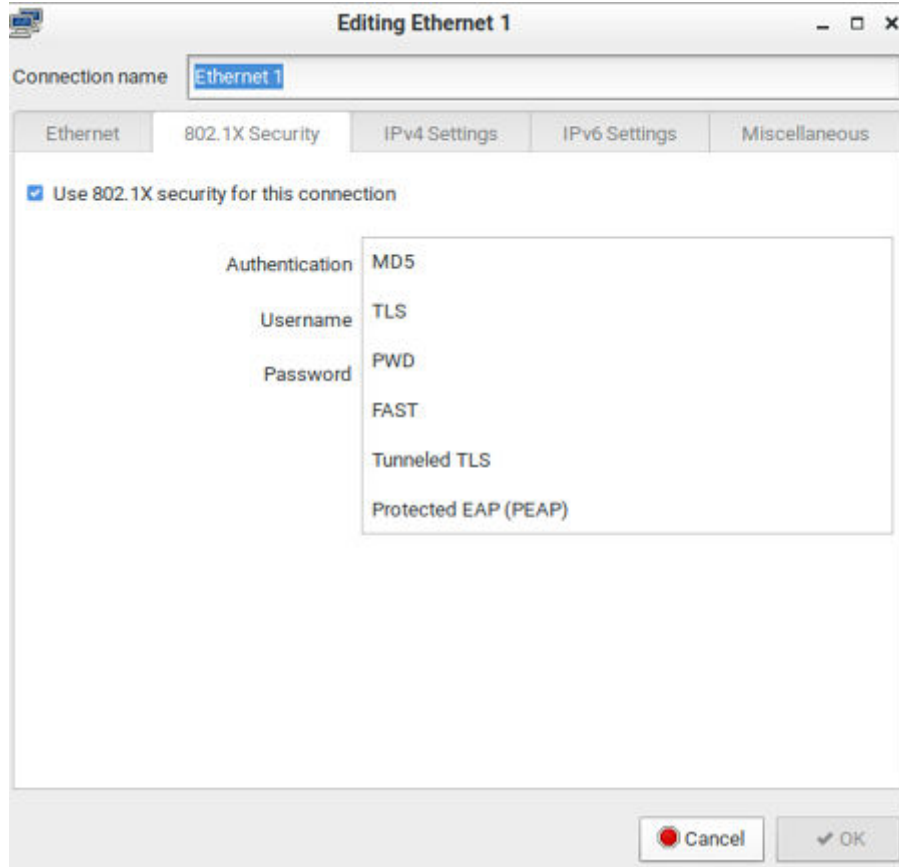 Editing Ethernet 1
Connection name Ethernet 1
Ethernet 802.1X Security IPv4 Settings IPv6 Settings Miscellaneous
Use 802.1X security for this connection
Authentication MD5
Username TLS
Password PWD
FAST
Tunneled TLS
Protected EAP (PEAP)
Cancel OK